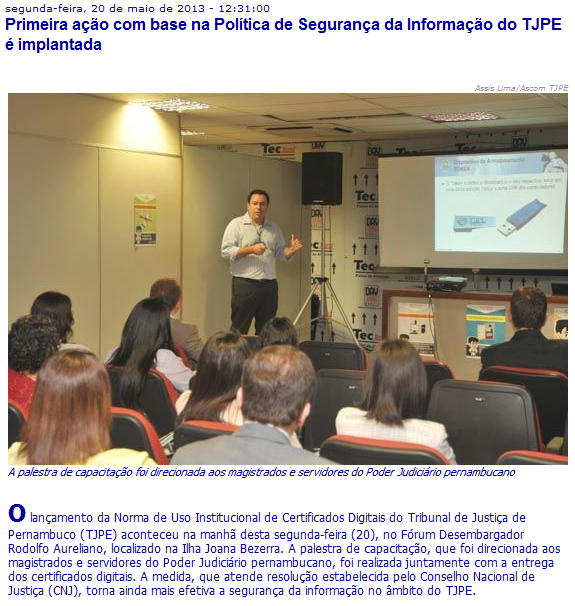 segunda-feira, 20 de maio de 2013 - 12:31:00
Primeira ação com base na Política de Segurança da Informação do TJPE
é implantada
Assis Lima/Ascom TJPE
A palestra de capacitação foi direcionada aos magistrados e servidores do Poder Judiciário pernambucano
O lançamento da Norma de Uso Institucional de Certificados Digitais do Tribunal de Justiça de
Pernambuco (TJPE) aconteceu na manhã desta segunda-feira (20), no Fórum Desembargador
Rodolfo Aureliano, localizado na Ilha Joana Bezerra. A palestra de capacitação, que foi direcionada aos
magistrados e servidores do Poder Judiciário pernambucano, foi realizada juntamente com a entrega
dos certificados digitais. A medida, que atende resolução estabelecida pelo Conselho Nacional de
Justiça (CNJ), torna ainda mais efetiva a segurança da informação no âmbito do TJPE.